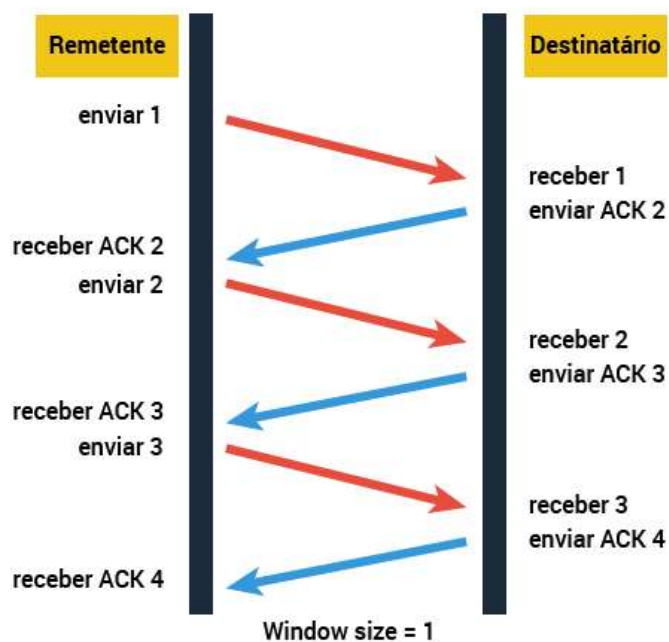 Remetente
Destinatário
enviar 1
receber 1
enviar ACK 2
receber ACK 2
enviar 2
receber 2
enviar ACK 3
receber ACK 3
enviar 3
receber 3
enviar ACK 4
receber ACK 4
Window size = 1